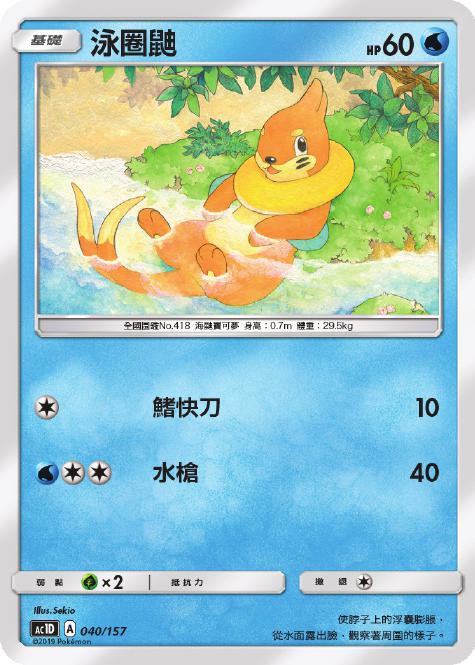 基礎 泳圈鼬 HP60
全國圖鑑No.418 海鼬寶可夢 身高：0.7m 體重：29.5kg
鰭快刀 10
水槍 40
弱點 ×2 抵抗力 撤退
Illus.Sekio
AC1D A 040/157
©2019 Pokémon
使脖子上的浮囊膨脹，
從水面露出臉，觀察著周圍的樣子。